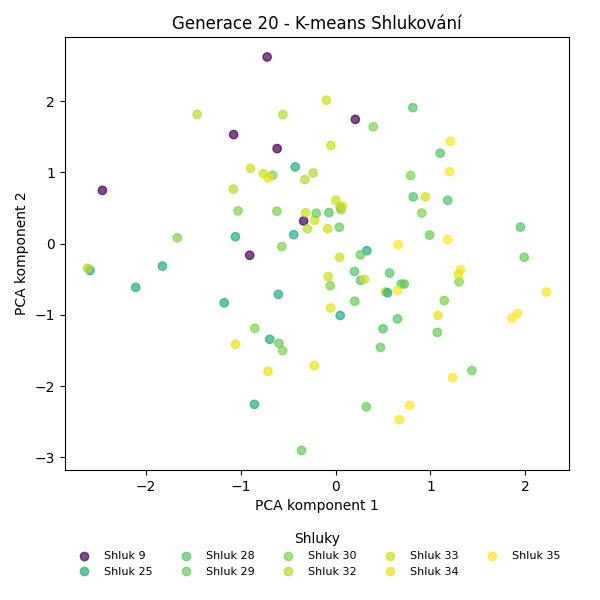 Generace 20 - K-means Shlukování
PCA komponent 2
2
1
0
−1
−2
−3
−2
−1
0
1
2
PCA komponent 1
Shluky
Shluk 9
Shluk 28
Shluk 30
Shluk 33
Shluk 35
Shluk 25
Shluk 29
Shluk 32
Shluk 34